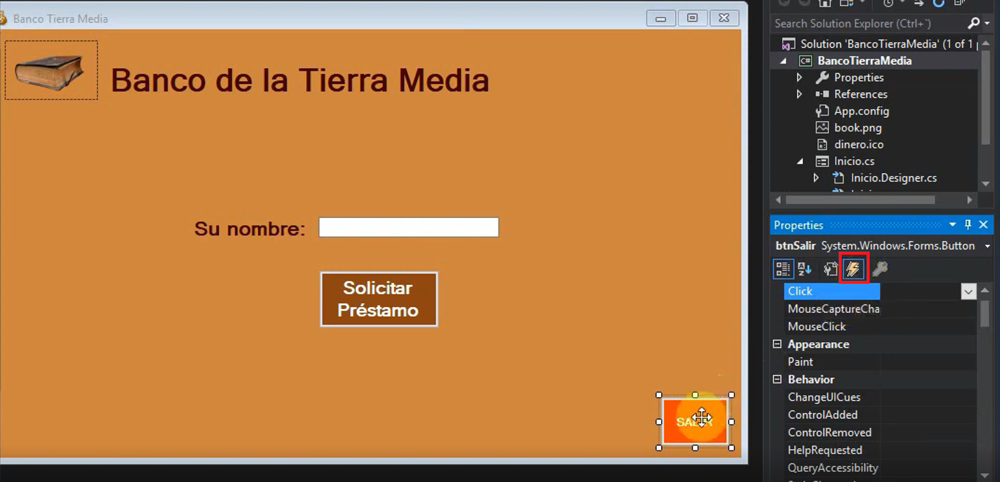 Banco Tierra Media
Banco de la Tierra Media
Su nombre:
Solicitar
Préstamo
Search Solution Explorer (Ctrl+`)
Solution 'BancoTierraMedia' (1 of 1
C# BancoTierraMedia
Properties
References
App.config
book.png
dinero.ico
Inicio.cs
Inicio.Designer.cs
Properties
btnSalir System.Windows.Forms.Button
Click
MouseCaptureCha
MouseClick
Appearance
Paint
Behavior
ChangeUICues
ControlAdded
ControlRemoved
HelpRequested
QueryAccessibility